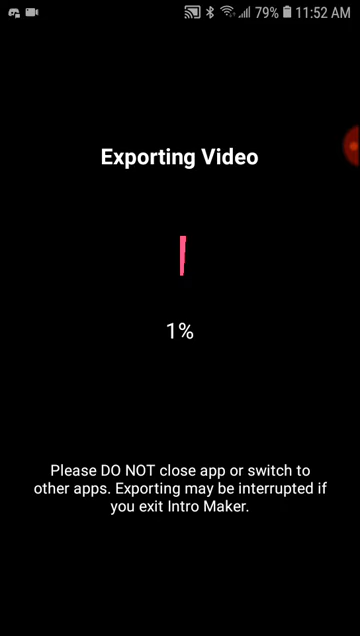 79% 11:52 AM
Exporting Video
1%
Please DO NOT close app or switch to
other apps. Exporting may be interrupted if
you exit Intro Maker.